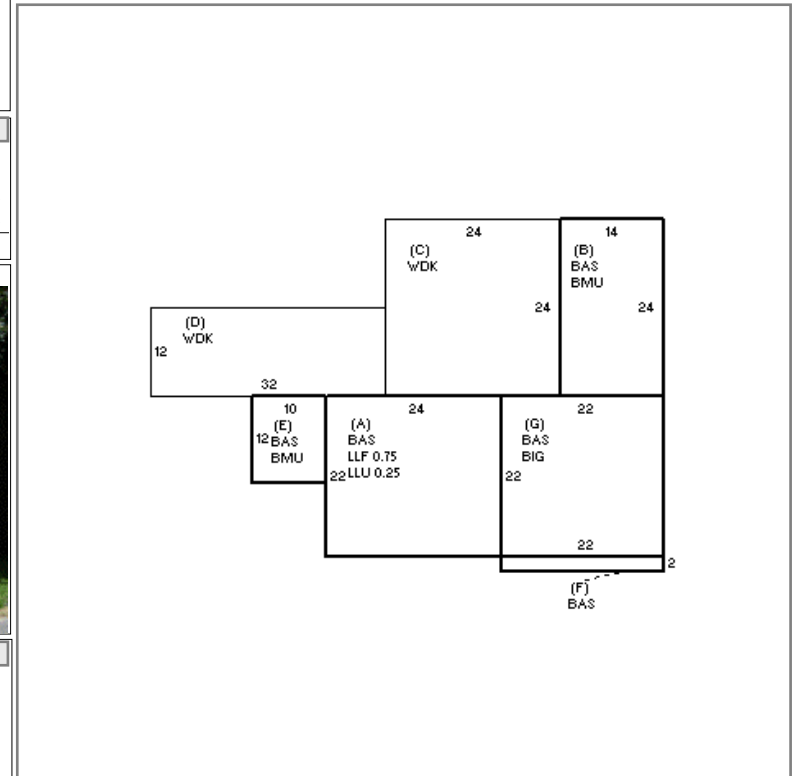 24
14
(C)
WDK
(B)
BAS
BMU
24
24
(D)
WDK
12
32
10
24
22
(E)
12 BAS
BMU
(A)
BAS
LLF 0.75
22 LLU 0.25
(G)
BAS
BIG
22
22
2
(F)
BAS